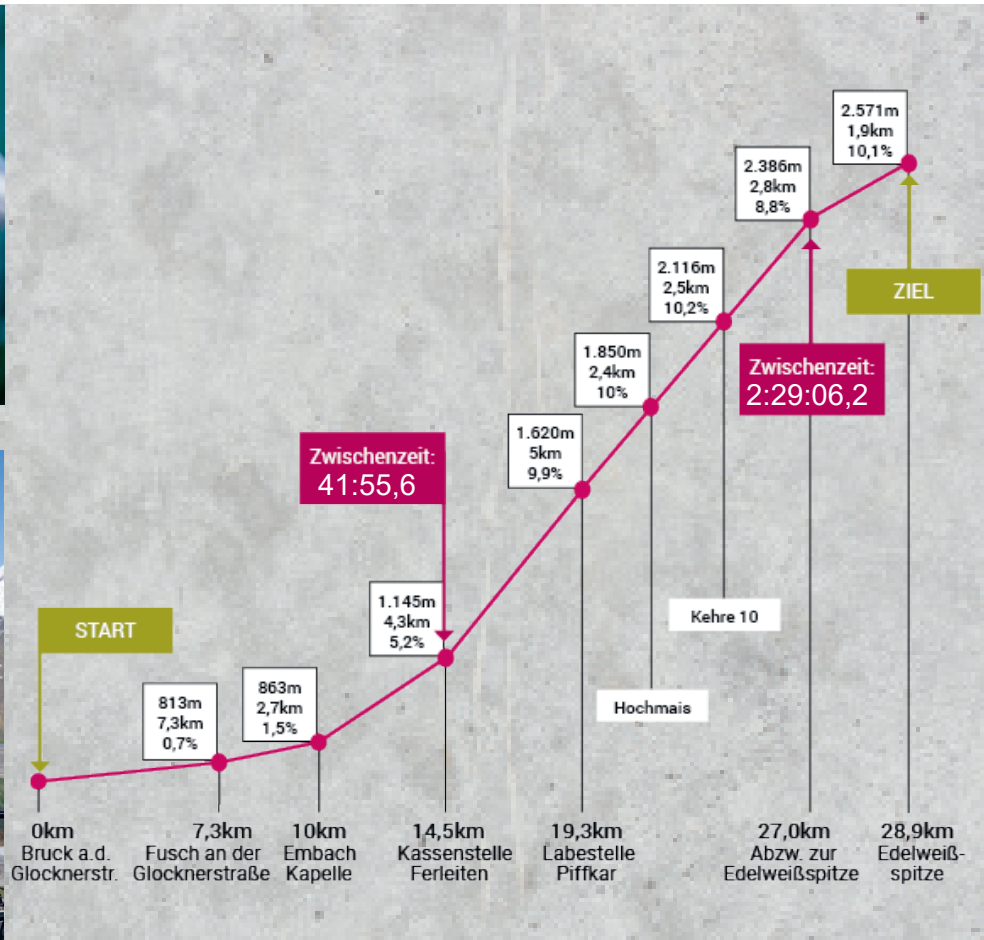 2.571m
1,9km
10,1%
2.386m
2,8km
8,8%
2.116m
2,5km
10,2%
ZIEL
1.850m
2,4km
10%
Zwischenzeit:
2:29:06,2
1.620m
5km
9,9%
Zwischenzeit:
41:55,6
1.145m
4,3km
5,2%
START
Kehre 10
863m
2,7km
1,5%
813m
7,3km
0,7%
Hochmais
0km
Bruck a.d.
Glocknerstr.
7,3km
Fusch an der
Glocknerstraße
10km
Embach
Kapelle
14,5km
Kassenstelle
Ferleiten
19,3km
Labestelle
Piffkar
27,0km
Abzw. zur
Edelweißspitze
28,9km
Edelweiß-
spitze